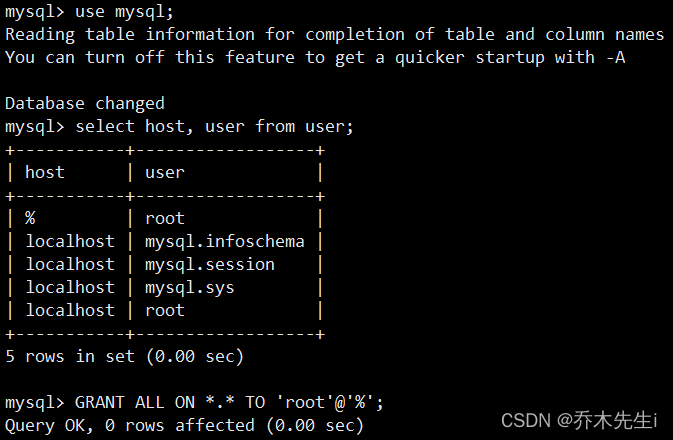 mysql> use mysql;
Reading table information for completion of table and column names
You can turn off this feature to get a quicker startup with -A

Database changed
mysql> select host, user from user;
+-----------+------------------+
| host      | user             |
+-----------+------------------+
| %         | root             |
| localhost | mysql.infoschema |
| localhost | mysql.session    |
| localhost | mysql.sys        |
| localhost | root             |
+-----------+------------------+
5 rows in set (0.00 sec)

mysql> GRANT ALL ON *.* TO 'root'@'%';
Query OK, 0 rows affected (0.00 sec)
CSDN @乔木先生i